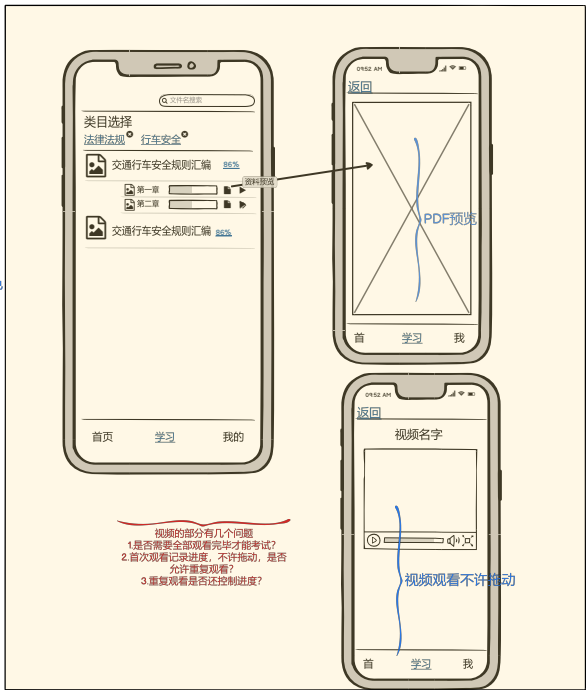 文件名搜索
类目选择
法律法规 行车安全
交通行车安全规则汇编 86%
第一章
资料预览
第二章
交通行车安全规则汇编 86%
首页 学习 我的
09:52 AM
返回
PDF预览
首 学习 我
09:52 AM
返回
视频名字
视频观看不许拖动
首 学习 我
视频的部分有几个问题
1.是否需要全部观看完毕才能考试?
2.首次观看记录进度，不许拖动，是否
允许重复观看?
3.重复观看是否还控制进度?